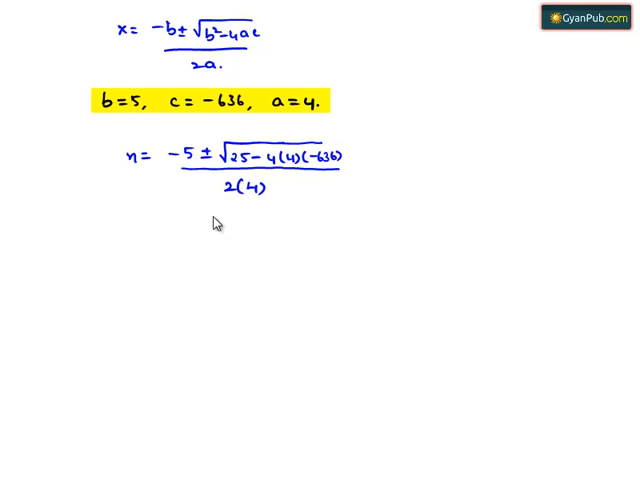 GyanPub.com
x = -b ± √b²-4ac
2a.
b = 5, c = -636, a = 4.
n = -5 ± √25-4(4)(-636)
2(4)